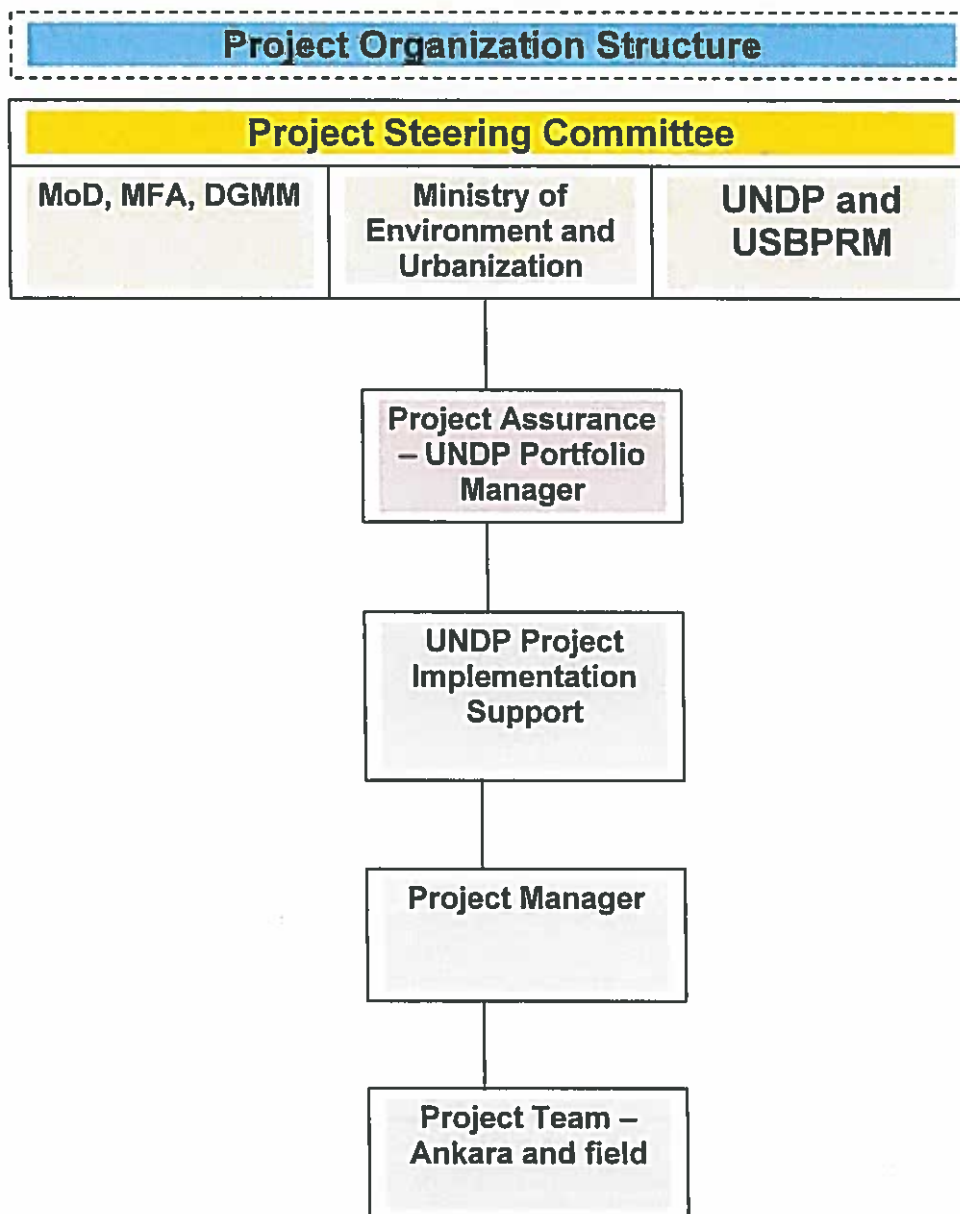 Project Organization Structure
Project Steering Committee
MoD, MFA, DGMM
Ministry of
Environment and
Urbanization
UNDP and
USBPRM
Project Assurance
– UNDP Portfolio
Manager
UNDP Project
Implementation
Support
Project Manager
Project Team –
Ankara and field